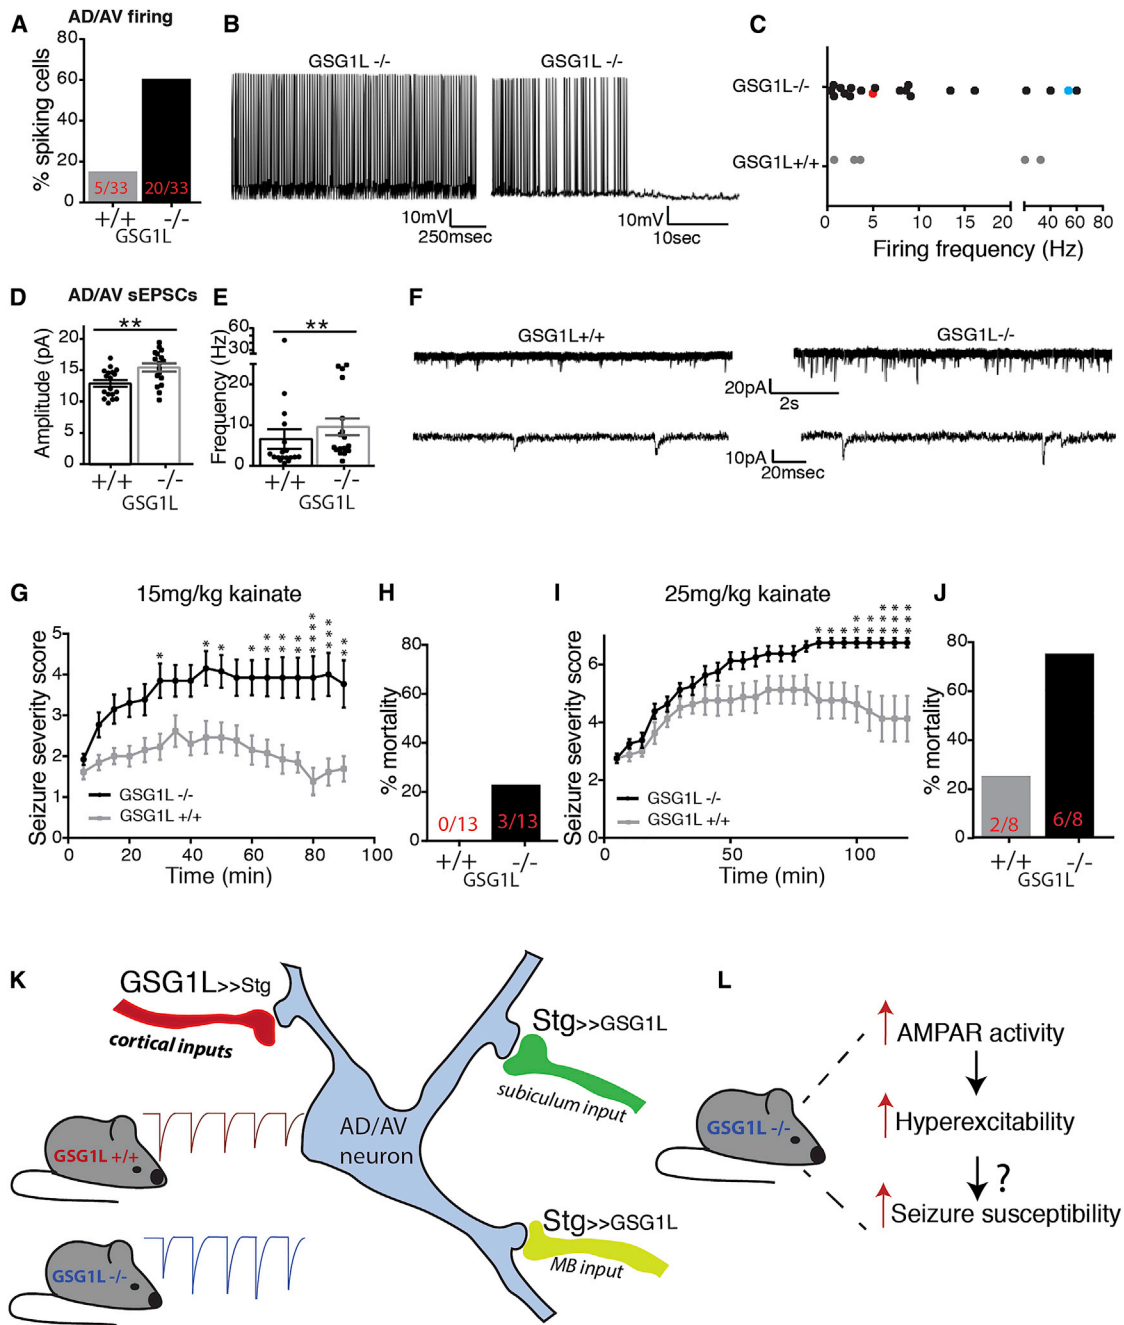 A
AD/AV firing
% spiking cells
80
60
40
20
0
5/33
20/33
+/+
-/-
GSG1L
B
GSG1L -/-
GSG1L -/-
10mV
250msec
10mV
10sec
C
GSG1L-/-
GSG1L+/+
0
5
10
15
20
40
60
80
Firing frequency (Hz)
D
AD/AV sEPSCs
**
Amplitude (pA)
20
15
10
5
0
+/+
-/-
GSG1L
E
**
Frequency (Hz)
60
30
20
10
0
+/+
-/-
GSG1L
F
GSG1L+/+
GSG1L-/-
20pA
2s
10pA
20msec
G
15mg/kg kainate
Seizure severity score
5
4
3
2
1
0
* * * * ** ** ** **** *** **
GSG1L -/-
GSG1L +/+
0
20
40
60
80
100
Time (min)
H
% mortality
80
60
40
20
0
0/13
3/13
+/+
-/-
GSG1L
I
25mg/kg kainate
Seizure severity score
6
4
2
0
* * * ** ** *** *** ***
GSG1L -/-
GSG1L +/+
0
50
100
Time (min)
J
% mortality
80
60
40
20
0
2/8
6/8
+/+
-/-
GSG1L
K
GSG1L>>Stg
cortical inputs
Stg>>GSG1L
subiculum input
AD/AV
neuron
GSG1L +/+
Stg>>GSG1L
MB input
GSG1L -/-
L
AMPAR activity
GSG1L -/-
Hyperexcitability
?
Seizure susceptibility